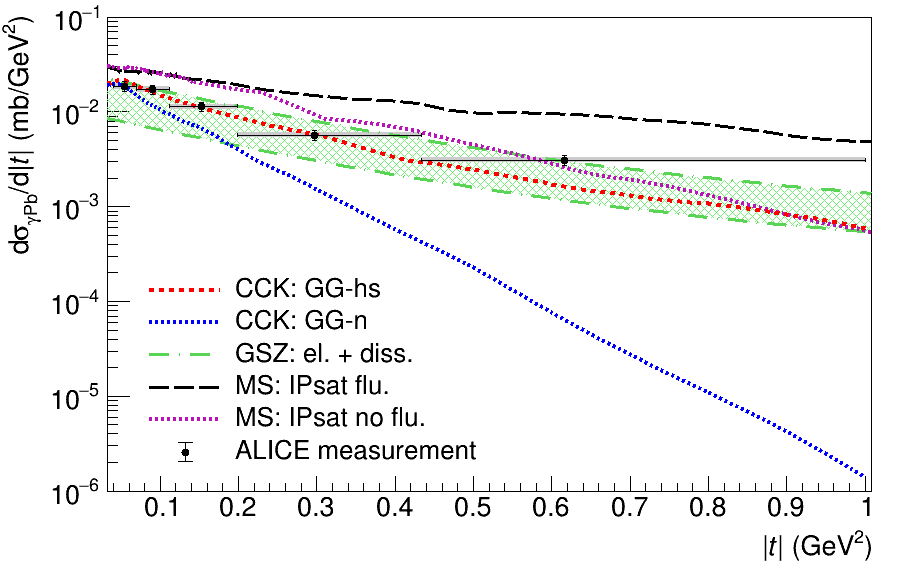 dσγPb/d|t| (mb/GeV²)
10⁻¹
10⁻²
10⁻³
10⁻⁴
10⁻⁵
10⁻⁶
CCK: GG-hs
CCK: GG-n
GSZ: el. + diss.
MS: IPsat flu.
MS: IPsat no flu.
ALICE measurement
0.1 0.2 0.3 0.4 0.5 0.6 0.7 0.8 0.9 1
|t| (GeV²)